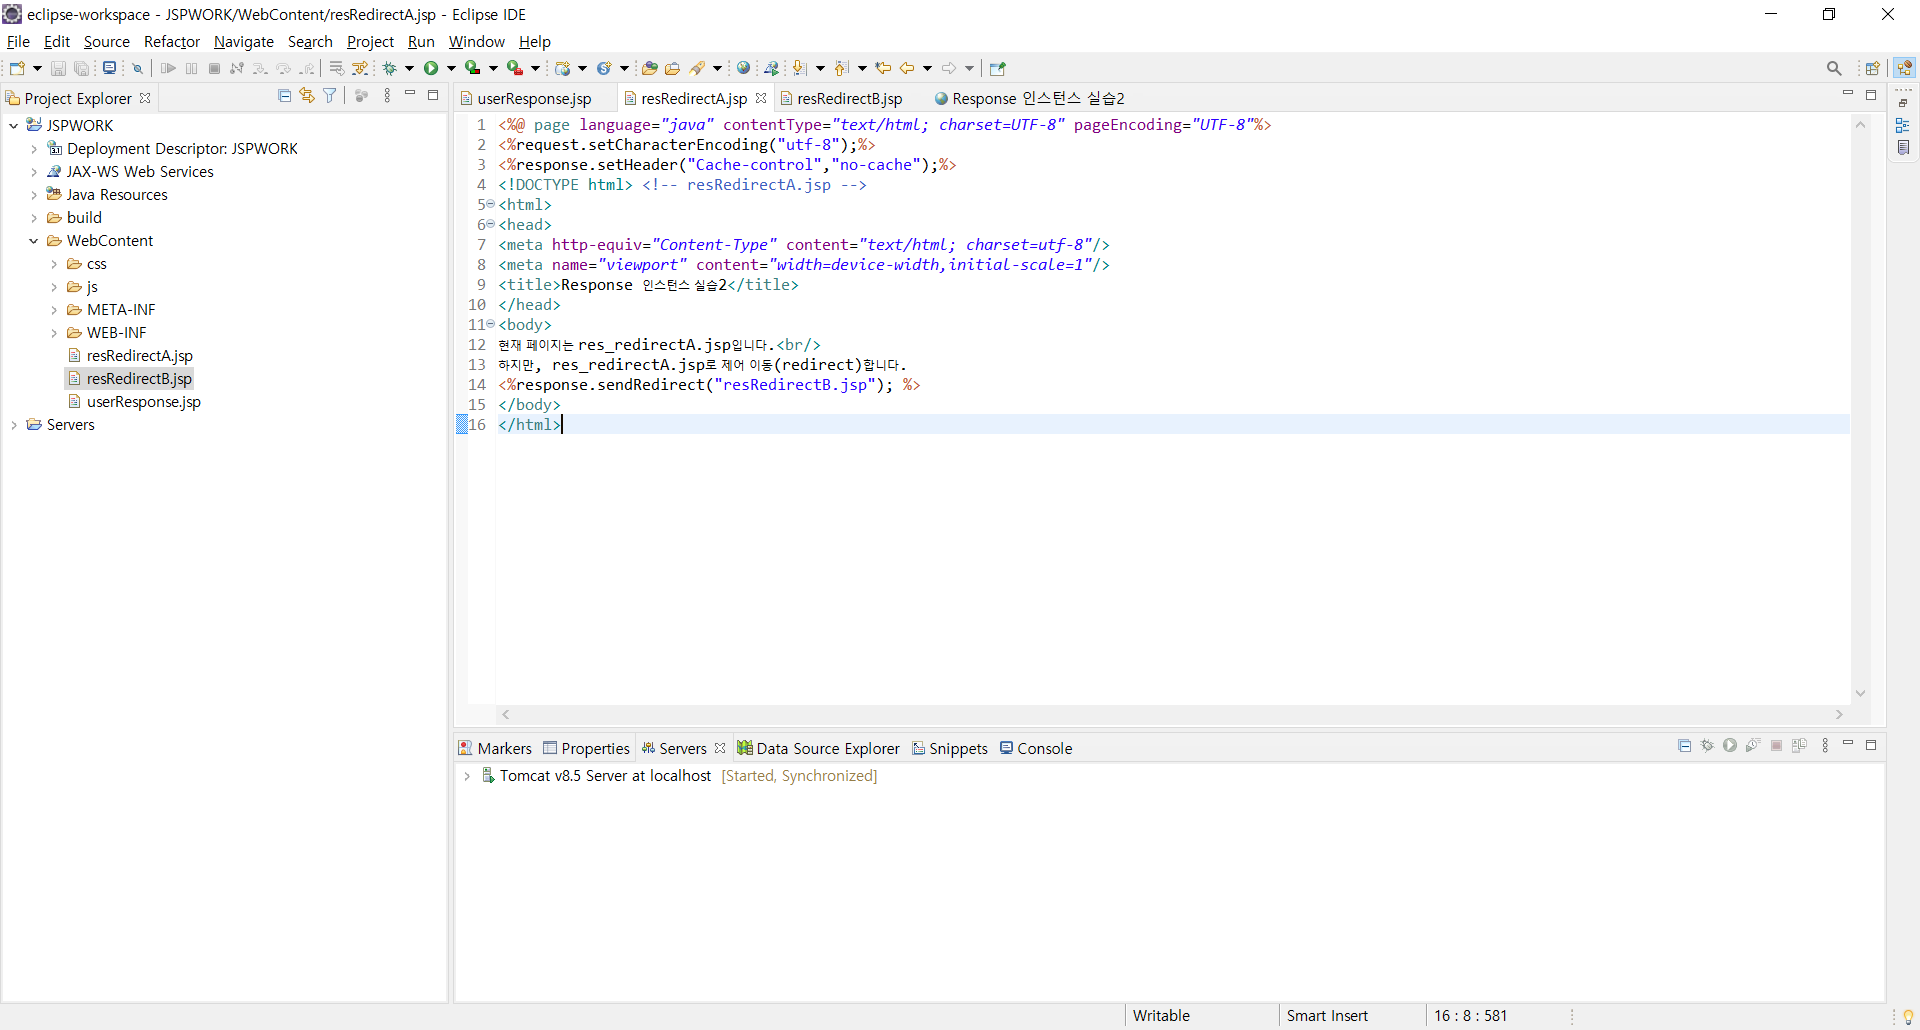 eclipse-workspace - JSPWORK/WebContent/resRedirectA.jsp - Eclipse IDE
File Edit Source Refactor Navigate Search Project Run Window Help
Project Explorer
JSPWORK
Deployment Descriptor: JSPWORK
JAX-WS Web Services
Java Resources
build
WebContent
css
js
META-INF
WEB-INF
resRedirectA.jsp
resRedirectB.jsp
userResponse.jsp
Servers
userResponse.jsp resRedirectA.jsp resRedirectB.jsp Response 인스턴스 실습2
1 <%@ page language="java" contentType="text/html; charset=UTF-8" pageEncoding="UTF-8"%>
2 <%request.setCharacterEncoding("utf-8");%>
3 <%response.setHeader("Cache-control","no-cache");%>
4 <!DOCTYPE html> <!-- resRedirectA.jsp -->
5 <html>
6 <head>
7 <meta http-equiv="Content-Type" content="text/html; charset=utf-8"/>
8 <meta name="viewport" content="width=device-width,initial-scale=1"/>
9 <title>Response 인스턴스 실습2</title>
10 </head>
11 <body>
12 현재 페이지는 res_redirectA.jsp입니다.<br/>
13 하지만, res_redirectA.jsp로 제어 이동(redirect)합니다.
14 <%response.sendRedirect("resRedirectB.jsp"); %>
15 </body>
16 </html>
Markers Properties Servers Data Source Explorer Snippets Console
Tomcat v8.5 Server at localhost [Started, Synchronized]
Writable Smart Insert 16 : 8 : 581